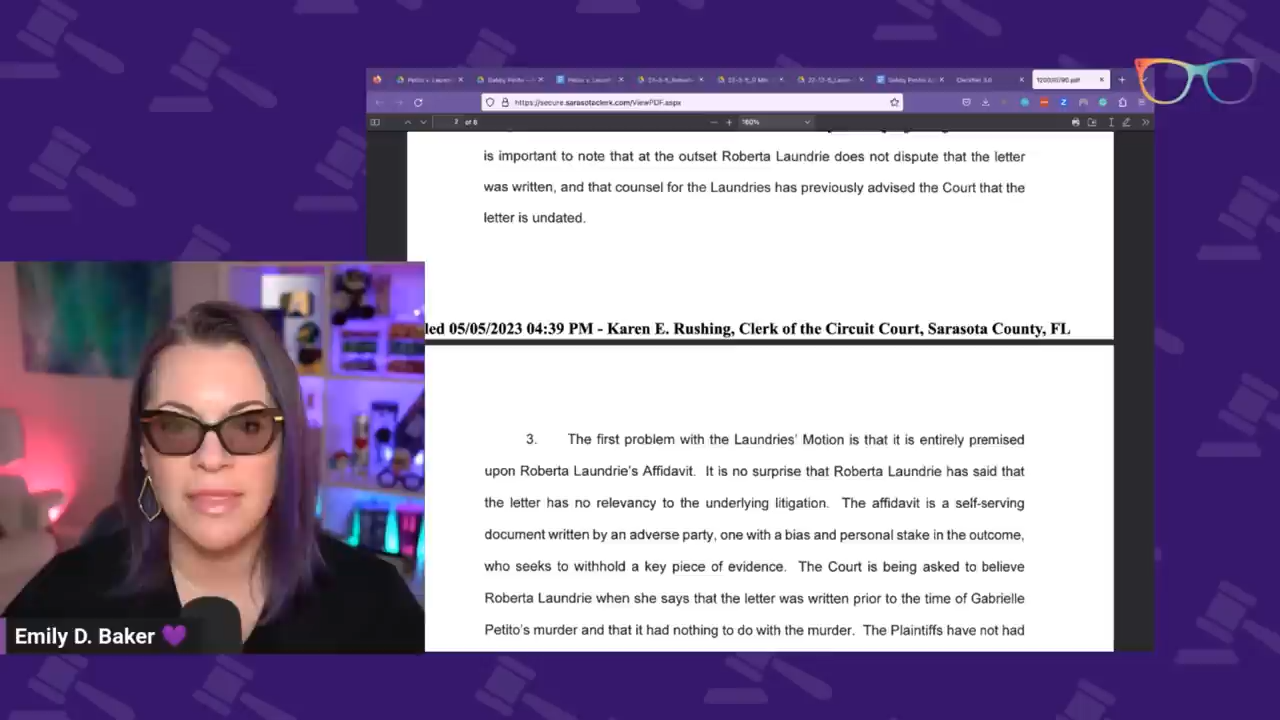 120000790.pdf
https://secure.sarasotaclerk.com/ViewPDF.aspx
7 of 8
160%
is important to note that at the outset Roberta Laundrie does not dispute that the letter
was written, and that counsel for the Laundries has previously advised the Court that the
letter is undated.
led 05/05/2023 04:39 PM - Karen E. Rushing, Clerk of the Circuit Court, Sarasota County, FL
3. The first problem with the Laundries' Motion is that it is entirely premised
upon Roberta Laundrie's Affidavit. It is no surprise that Roberta Laundrie has said that
the letter has no relevancy to the underlying litigation. The affidavit is a self-serving
document written by an adverse party, one with a bias and personal stake in the outcome,
who seeks to withhold a key piece of evidence. The Court is being asked to believe
Roberta Laundrie when she says that the letter was written prior to the time of Gabrielle
Petito's murder and that it had nothing to do with the murder. The Plaintiffs have not had
Emily D. Baker 💜